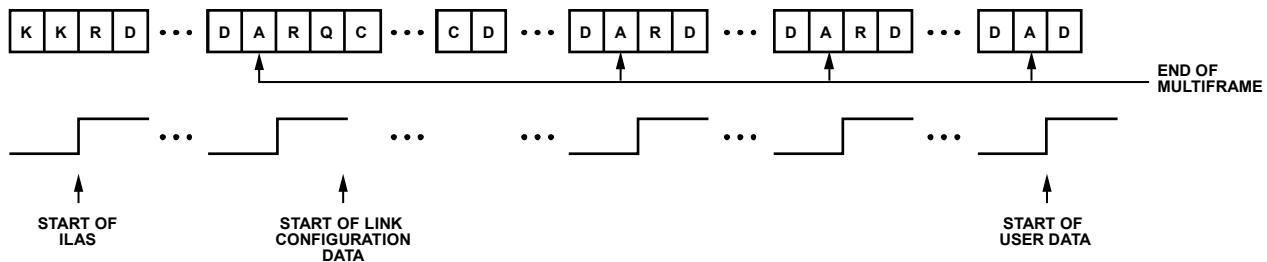 K K R D ••• D A R Q C ••• C D ••• D A R D ••• D A R D ••• D A D
END OF
MULTIFRAME
••• ••• ••• ••• •••
START OF
ILAS
START OF LINK
CONFIGURATION
DATA
START OF
USER DATA